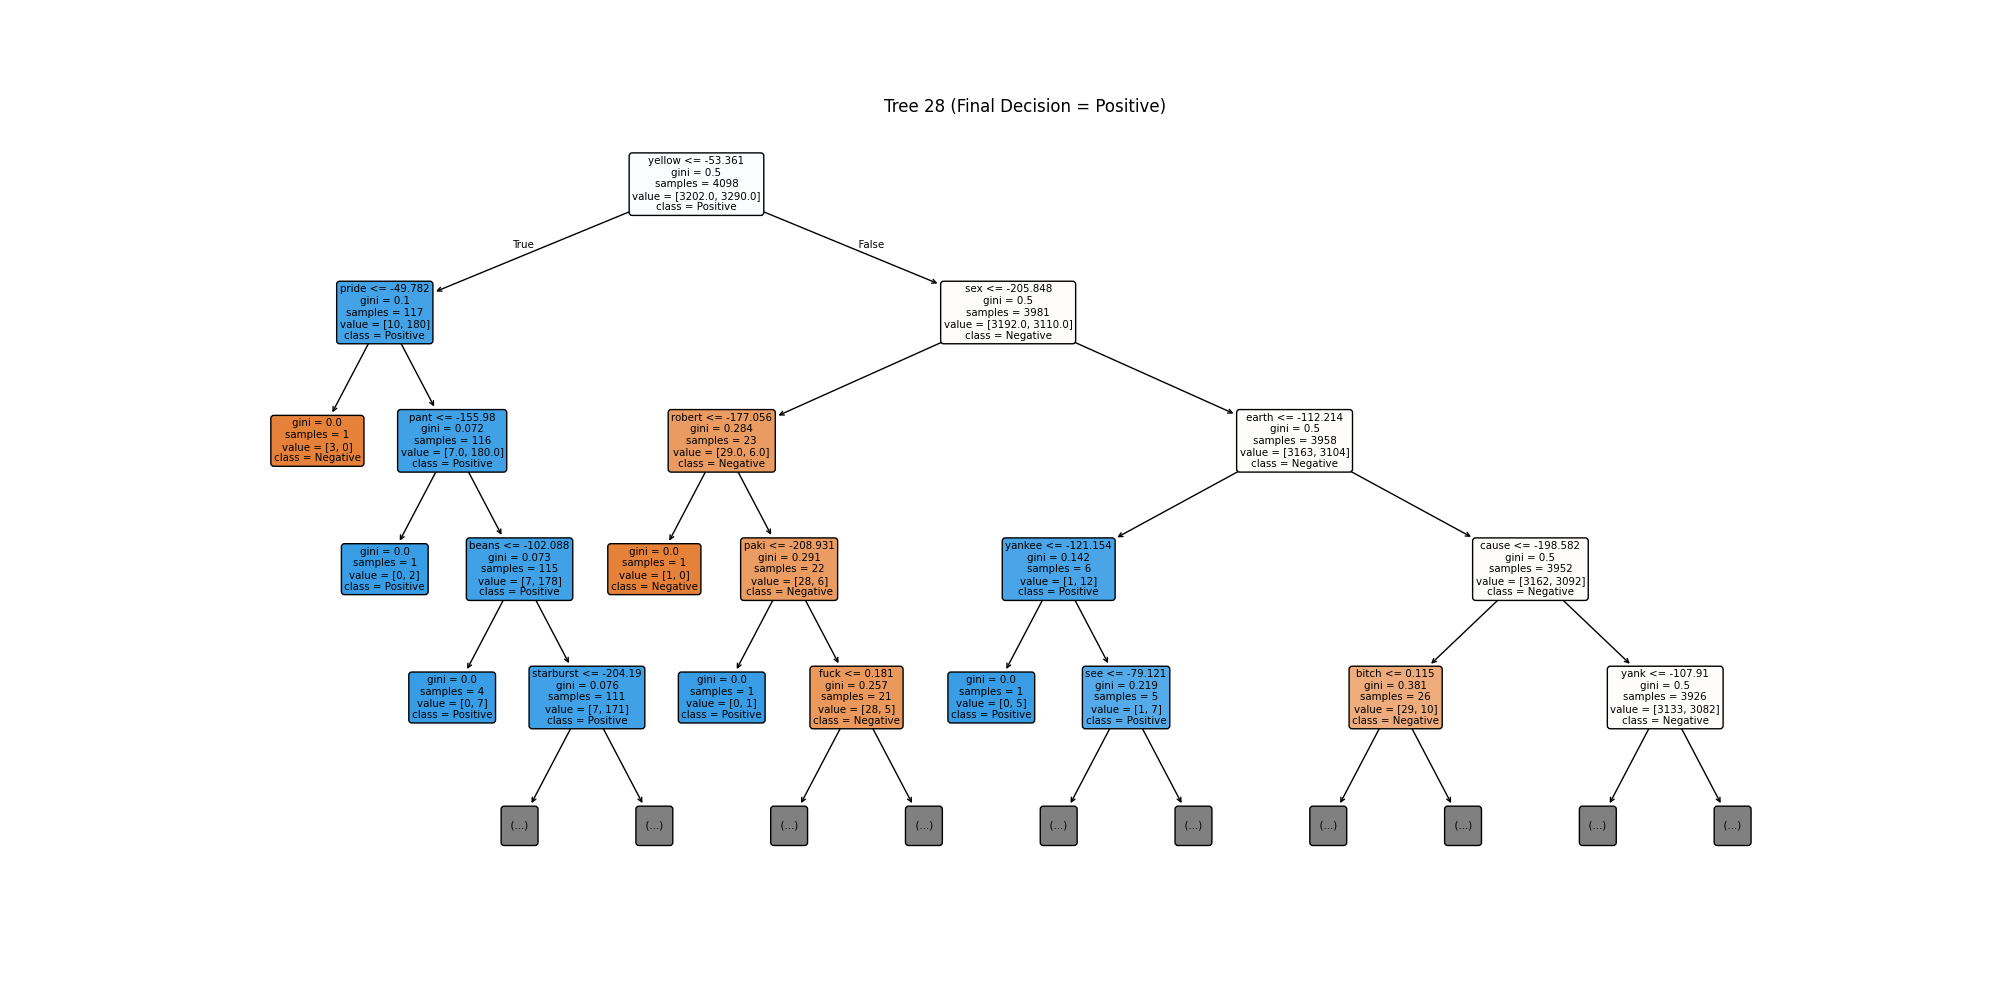 Tree 28 (Final Decision = Positive)
yellow <= -53.361
gini = 0.5
samples = 4098
value = [3202.0, 3290.0]
class = Positive
True
False
pride <= -49.782
gini = 0.1
samples = 117
value = [10, 180]
class = Positive
sex <= -205.848
gini = 0.5
samples = 3981
value = [3192.0, 3110.0]
class = Negative
gini = 0.0
samples = 1
value = [3, 0]
class = Negative
pant <= -155.98
gini = 0.072
samples = 116
value = [7.0, 180.0]
class = Positive
robert <= -177.056
gini = 0.284
samples = 23
value = [29.0, 6.0]
class = Negative
earth <= -112.214
gini = 0.5
samples = 3958
value = [3163, 3104]
class = Negative
gini = 0.0
samples = 1
value = [0, 2]
class = Positive
beans <= -102.088
gini = 0.073
samples = 115
value = [7, 178]
class = Positive
gini = 0.0
samples = 1
value = [1, 0]
class = Negative
paki <= -208.931
gini = 0.291
samples = 22
value = [28, 6]
class = Negative
yankee <= -121.154
gini = 0.142
samples = 6
value = [1, 12]
class = Positive
cause <= -198.582
gini = 0.5
samples = 3952
value = [3162, 3092]
class = Negative
gini = 0.0
samples = 4
value = [0, 7]
class = Positive
starburst <= -204.19
gini = 0.076
samples = 111
value = [7, 171]
class = Positive
gini = 0.0
samples = 1
value = [0, 1]
class = Positive
fuck <= 0.181
gini = 0.257
samples = 21
value = [28, 5]
class = Negative
gini = 0.0
samples = 1
value = [0, 5]
class = Positive
see <= -79.121
gini = 0.219
samples = 5
value = [1, 7]
class = Positive
bitch <= 0.115
gini = 0.381
samples = 26
value = [29, 10]
class = Negative
yank <= -107.91
gini = 0.5
samples = 3926
value = [3133, 3082]
class = Negative
(...)
(...)
(...)
(...)
(...)
(...)
(...)
(...)
(...)
(...)